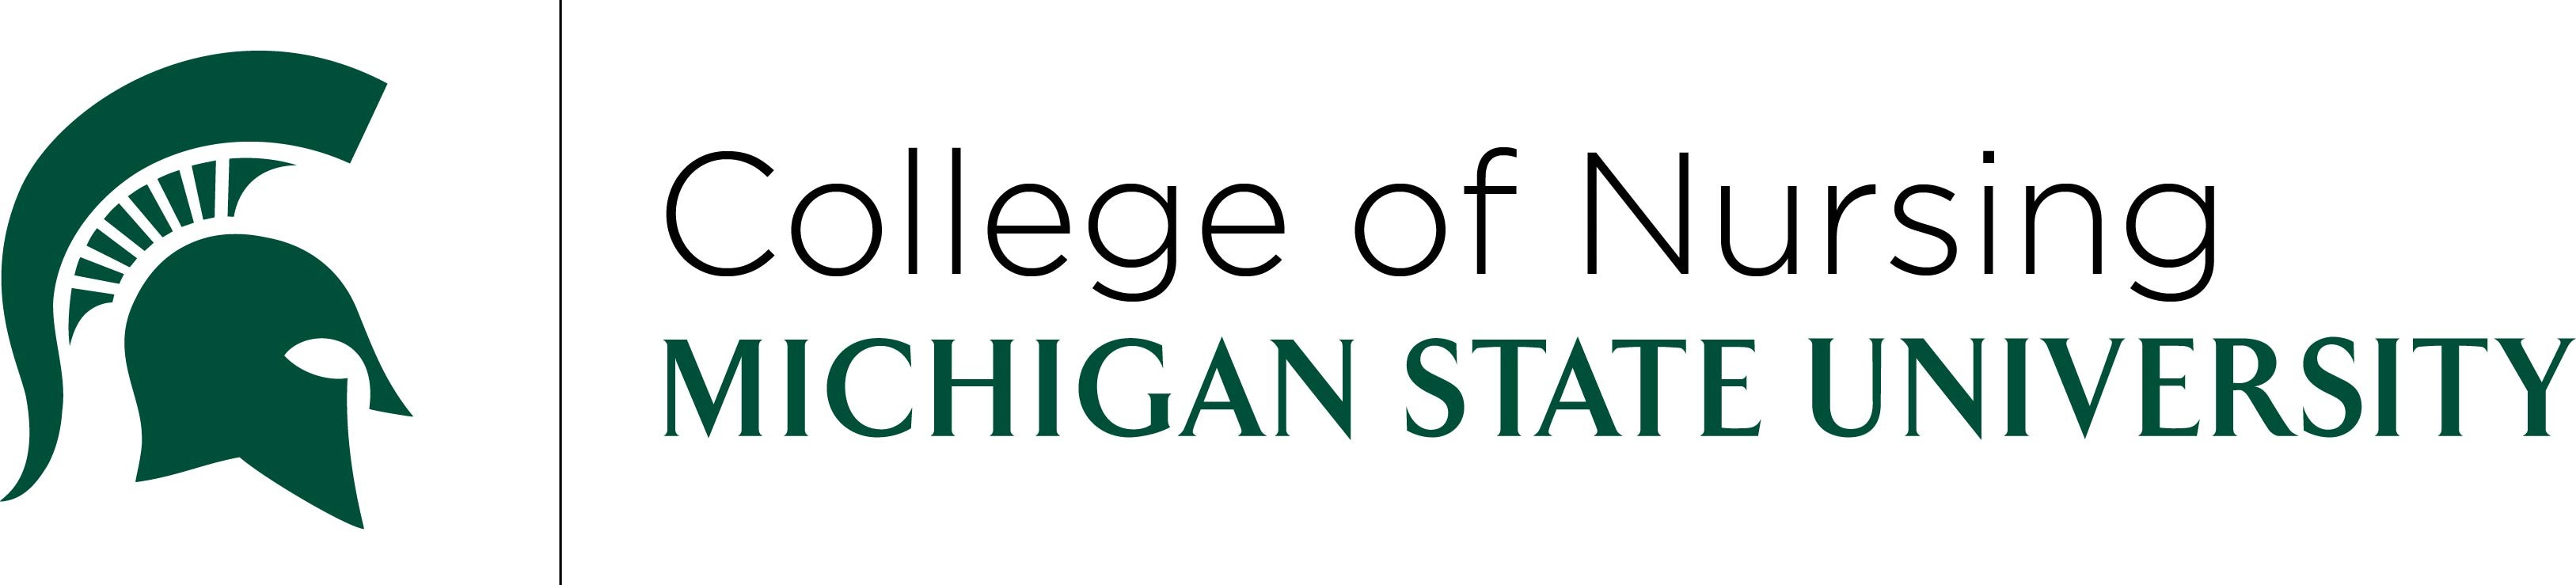 College of Nursing
MICHIGAN STATE UNIVERSITY